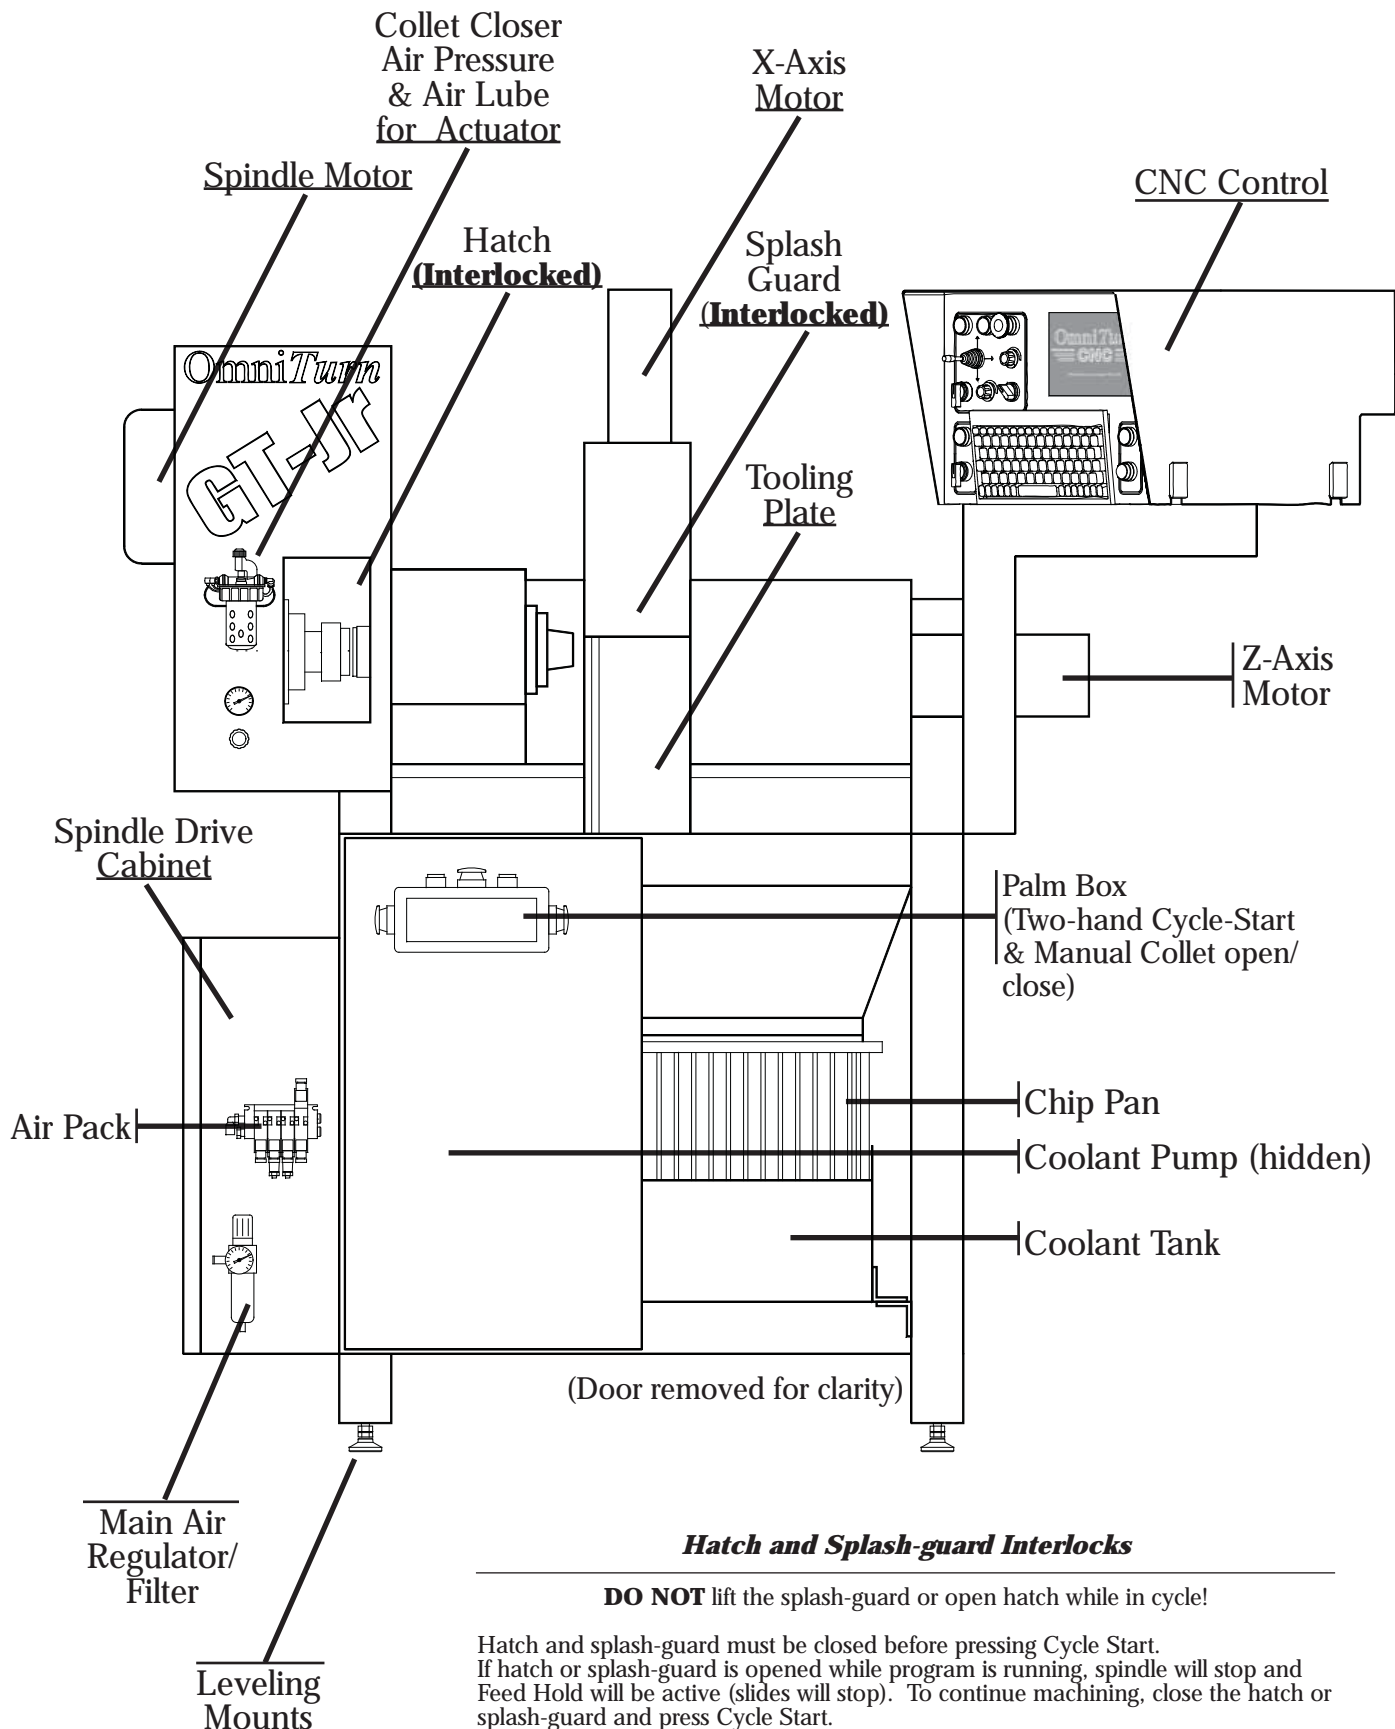 Collet Closer
Air Pressure
& Air Lube
for Actuator
X-Axis
Motor
Spindle Motor
CNC Control
Hatch
(Interlocked)
Splash
Guard
(Interlocked)
OmniTurn
GT-Jr
OmniTu
CNC
Tooling
Plate
Z-Axis
Motor
Spindle Drive
Cabinet
Palm Box
(Two-hand Cycle-Start
& Manual Collet open/
close)
Air Pack
Chip Pan
Coolant Pump (hidden)
Coolant Tank
(Door removed for clarity)
Main Air
Regulator/
Filter
Leveling
Mounts
Hatch and Splash-guard Interlocks
DO NOT lift the splash-guard or open hatch while in cycle!
Hatch and splash-guard must be closed before pressing Cycle Start.
If hatch or splash-guard is opened while program is running, spindle will stop and
Feed Hold will be active (slides will stop). To continue machining, close the hatch or
splash-guard and press Cycle Start.